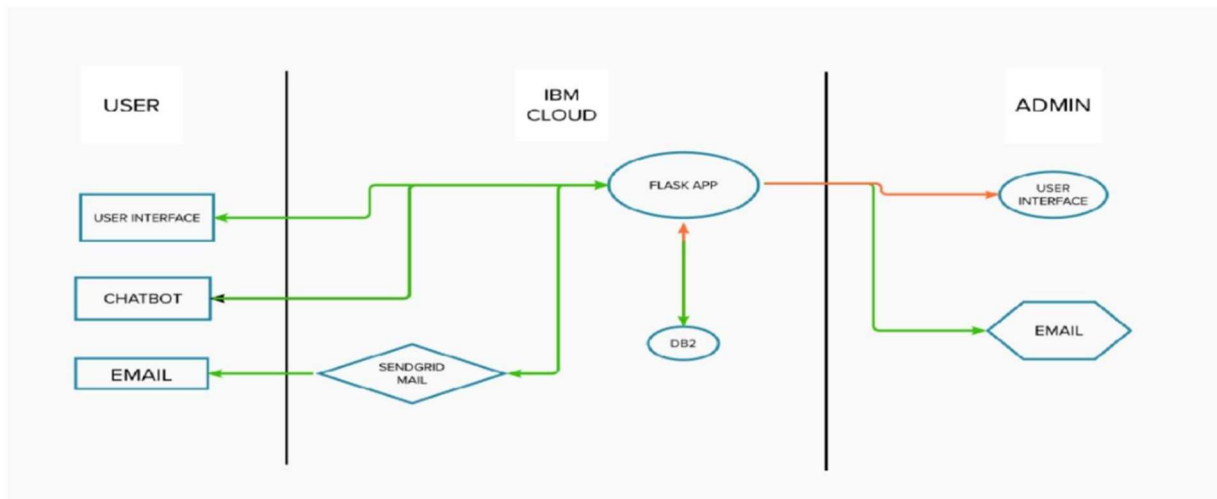 USER
IBM
CLOUD
ADMIN
USER INTERFACE
FLASK APP
USER
INTERFACE
CHATBOT
DB2
EMAIL
EMAIL
SENDGRID
MAIL